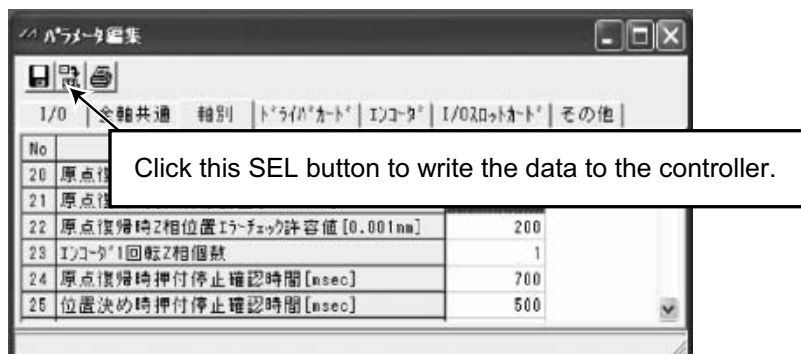 パラメータ編集
I/O 全軸共通 軸別 ドライバカード エンコーダ I/Oスロットカード その他
No
Click this SEL button to write the data to the controller.
20 原点復
21 原点復
22 原点復帰時Z相位置エラーチェック許容値[0.001mm] 200
23 エンコーダ1回転Z相個数 1
24 原点復帰時押付停止確認時間[msec] 700
25 位置決め時押付停止確認時間[msec] 500